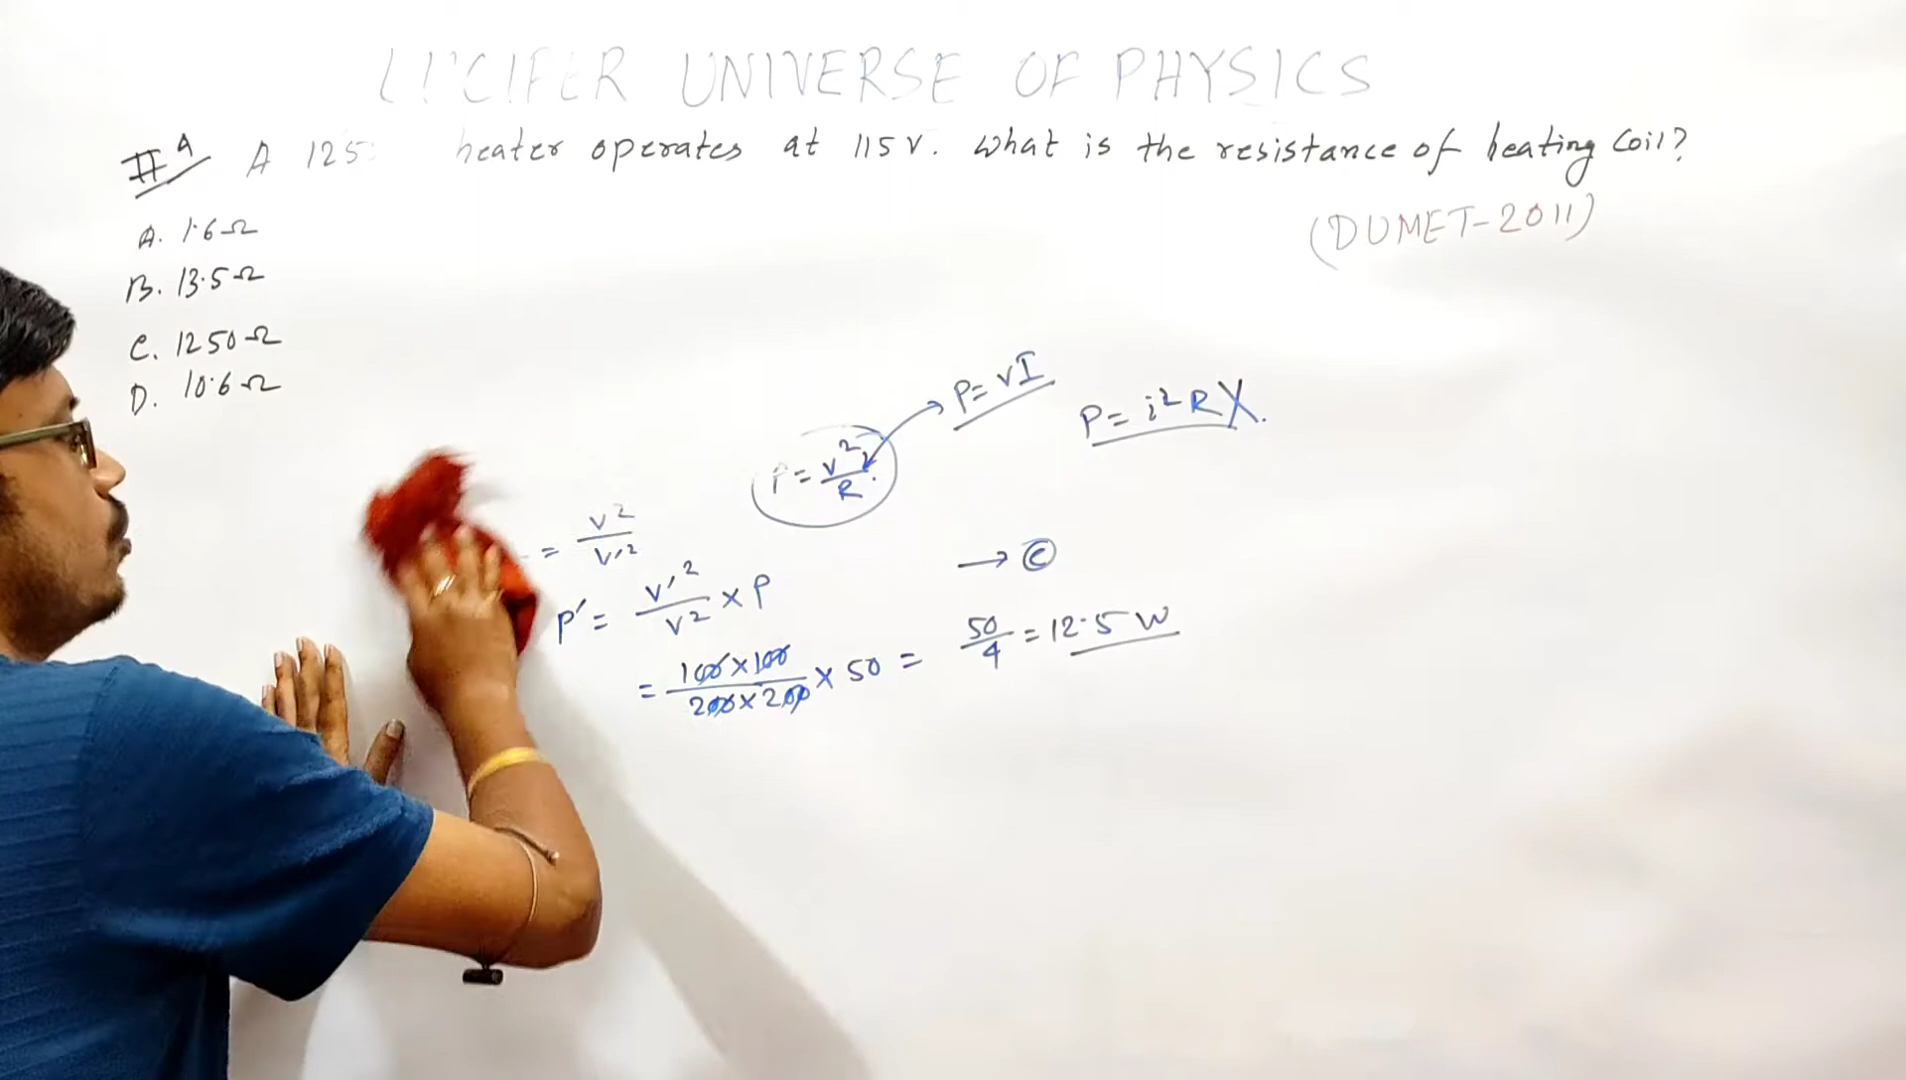 LUCIFER UNIVERSE OF PHYSICS
#9 A 125 heater operates at 115 V. What is the resistance of heating coil?
(DUMET-2011)
A. 1.6Ω
B. 13.5Ω
C. 1250Ω
D. 10.6Ω
P = V²/R
P = VI
P = i²R X
= V²/V'²
P' = V'²/V² × P
→ ⓒ
= 100×100/200×200 × 50 = 50/4 = 12.5 W